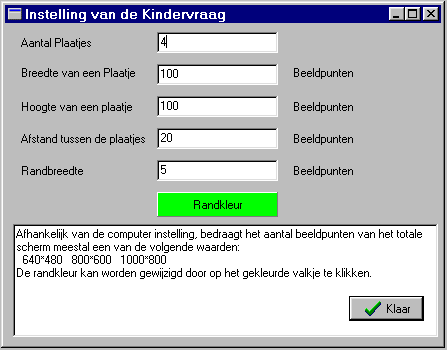 Instelling van de Kindervraag
Aantal Plaatjes 4
Breedte van een Plaatje 100 Beeldpunten
Hoogte van een plaatje 100 Beeldpunten
Afstand tussen de plaatjes 20 Beeldpunten
Randbreedte 5 Beeldpunten
Randkleur
Afhankelijk van de computer instelling, bedraagt het aantal beeldpunten van het totale
scherm meestal een van de volgende waarden:
640*480 800*600 1000*800
De randkleur kan worden gewijzigd door op het gekleurde valkje te klikken.
Klaar